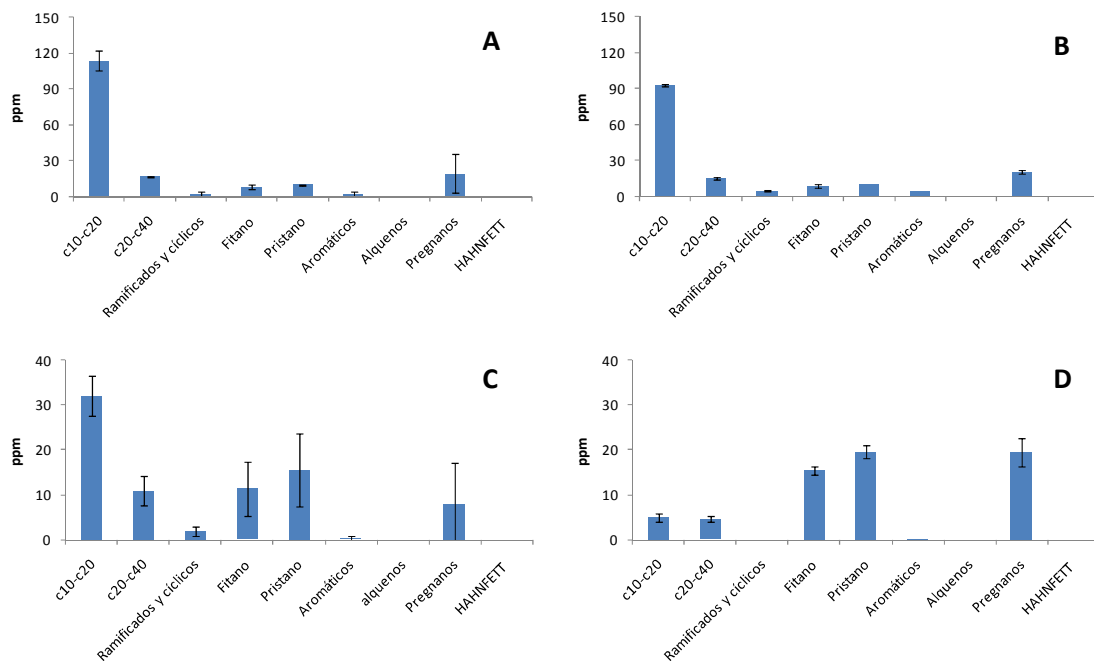 A
ppm
150
120
90
60
30
0
c10-c20
c20-c40
Ramificados y cíclicos
Fitano
Pristano
Aromáticos
Alquenos
Pregnanos
HAHNFETT
B
ppm
150
120
90
60
30
0
c10-c20
c20-c40
Ramificados y cíclicos
Fitano
Pristano
Aromáticos
Alquenos
Pregnanos
HAHNFETT
C
ppm
40
30
20
10
0
c10-c20
c20-c40
Ramificados y cíclicos
Fitano
Pristano
Aromáticos
alquenos
Pregnanos
HAHNFETT
D
ppm
40
30
20
10
0
c10-c20
c20-c40
Ramificados y cíclicos
Fitano
Pristano
Aromáticos
Alquenos
Pregnanos
HAHNFETT